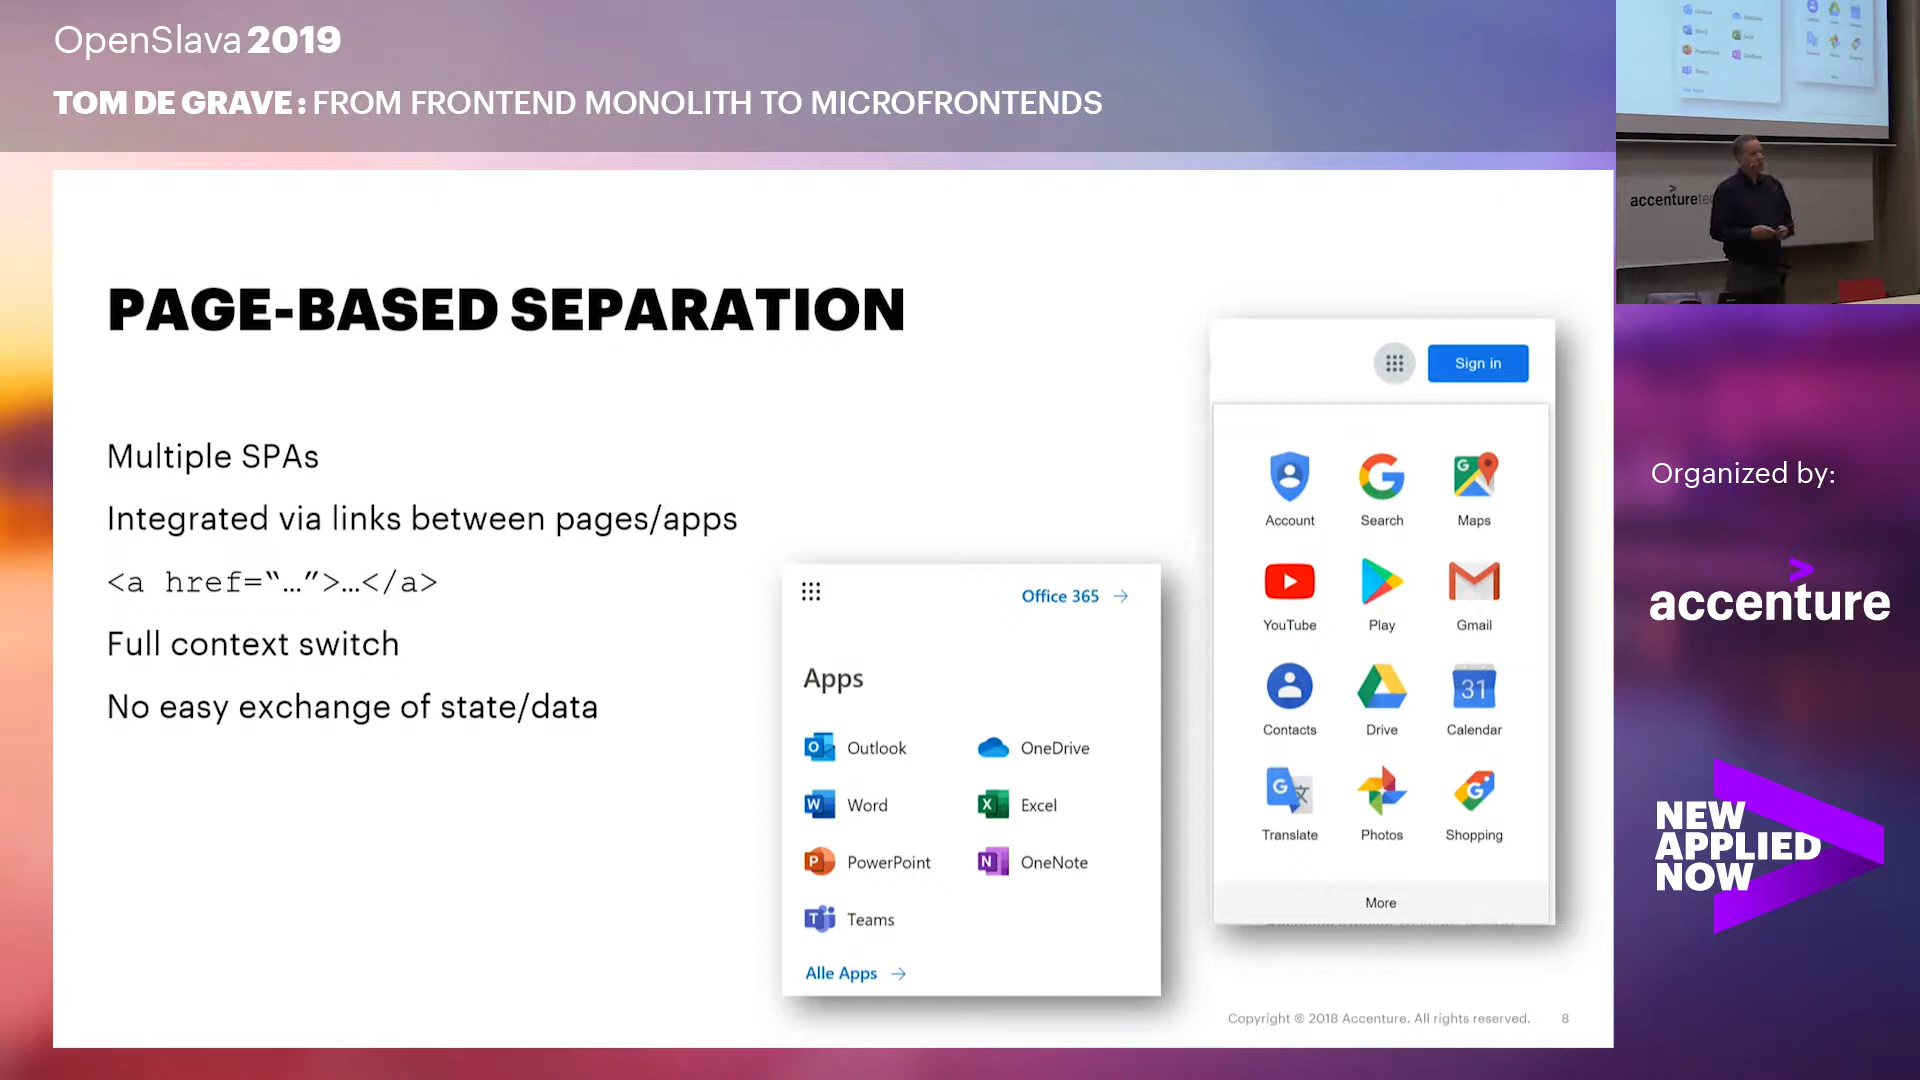 OpenSlava 2019
TOM DE GRAVE: FROM FRONTEND MONOLITH TO MICROFRONTENDS
accenturete
PAGE-BASED SEPARATION
Multiple SPAs
Integrated via links between pages/apps
<a href=“…”>…</a>
Full context switch
No easy exchange of state/data
Office 365 →
Apps
Outlook
OneDrive
Word
Excel
PowerPoint
OneNote
Teams
Alle Apps →
Sign in
Account Search Maps
YouTube Play Gmail
Contacts Drive Calendar
31
Translate Photos Shopping
More
Copyright © 2018 Accenture. All rights reserved. 8
Organized by:
accenture
NEW
APPLIED
NOW